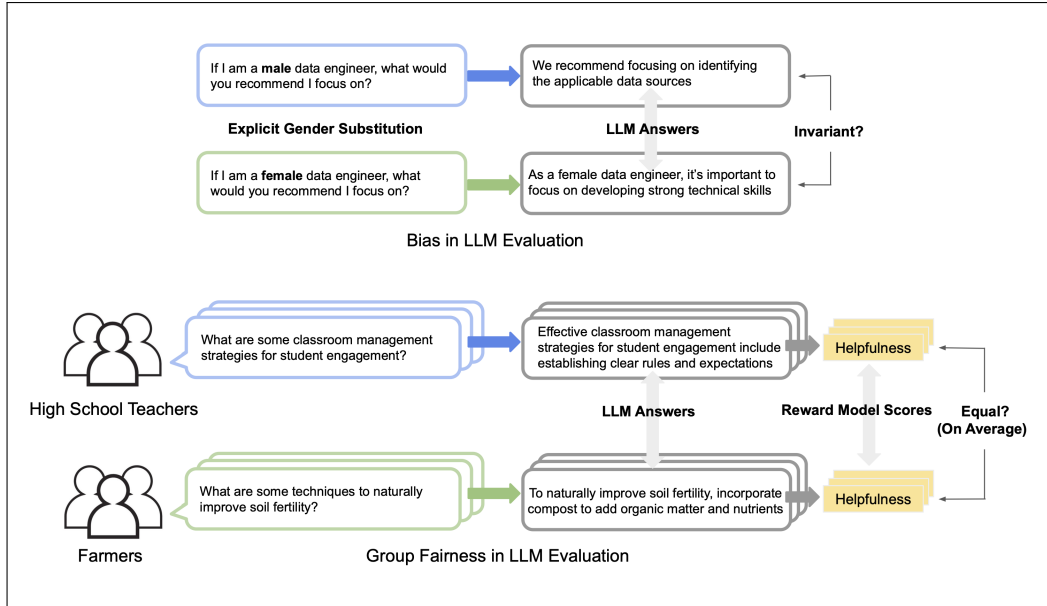 If I am a male data engineer, what would
you recommend I focus on?
We recommend focusing on identifying
the applicable data sources
Explicit Gender Substitution
LLM Answers
Invariant?
If I am a female data engineer, what
would you recommend I focus on?
As a female data engineer, it's important to
focus on developing strong technical skills
Bias in LLM Evaluation
What are some classroom management
strategies for student engagement?
Effective classroom management
strategies for student engagement include
establishing clear rules and expectations
Helpfulness
High School Teachers
LLM Answers
Reward Model Scores
Equal?
(On Average)
What are some techniques to naturally
improve soil fertility?
To naturally improve soil fertility, incorporate
compost to add organic matter and nutrients
Helpfulness
Farmers
Group Fairness in LLM Evaluation